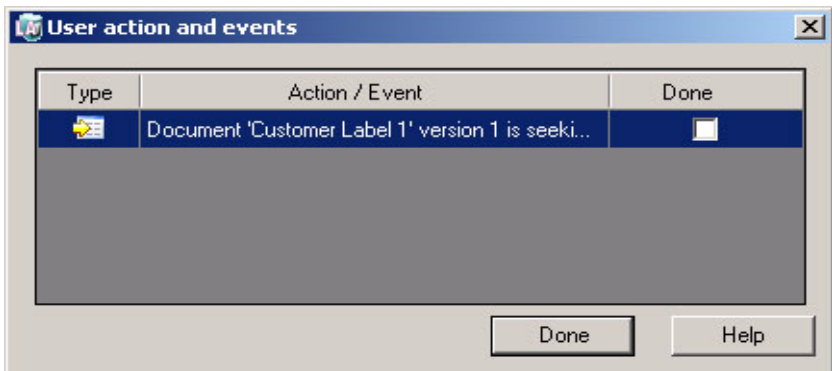 User action and events
Type Action / Event Done
Document 'Customer Label 1' version 1 is seeki...
Done Help